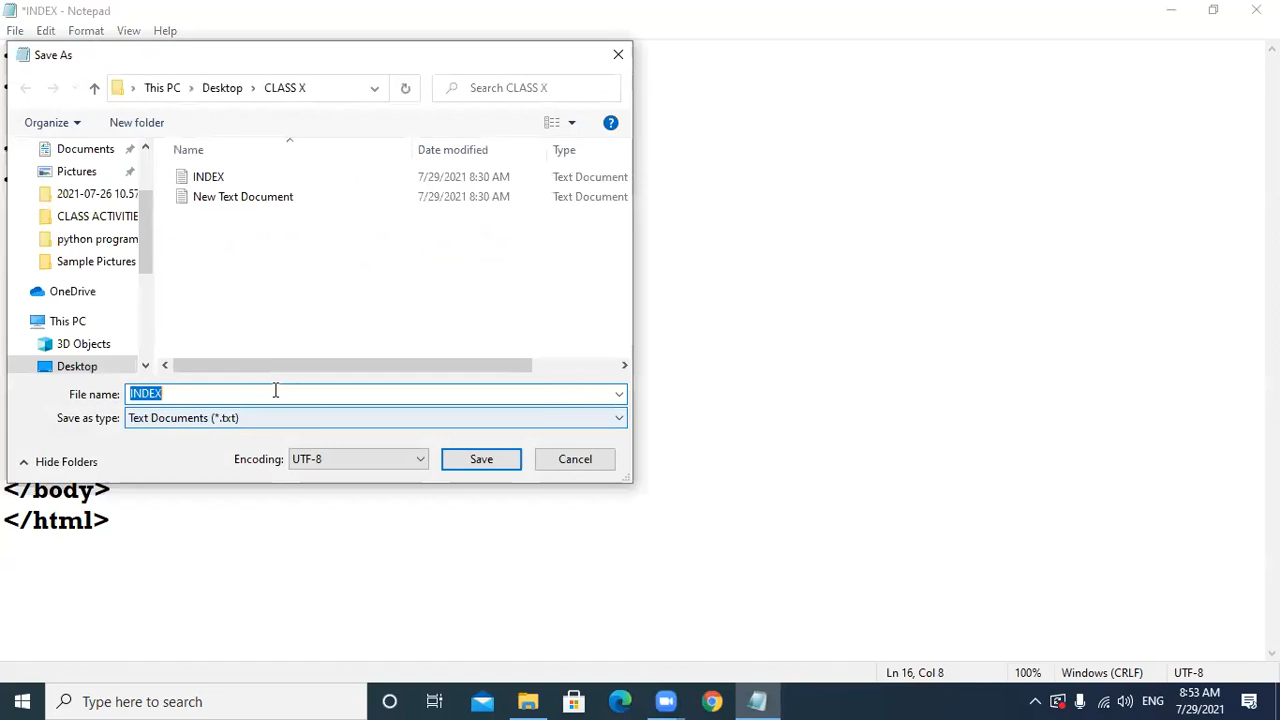 *INDEX - Notepad
File Edit Format View Help
Save As
This PC Desktop CLASS X Search CLASS X
Organize New folder
Name Date modified Type
Documents
Pictures
2021-07-26 10.57
CLASS ACTIVITIE
python program
Sample Pictures
OneDrive
This PC
3D Objects
Desktop
INDEX 7/29/2021 8:30 AM Text Document
New Text Document 7/29/2021 8:30 AM Text Document
File name: INDEX
Save as type: Text Documents (*.txt)
Hide Folders Encoding: UTF-8 Save Cancel
</body>
</html>
Ln 16, Col 8 100% Windows (CRLF) UTF-8
Type here to search ENG 8:53 AM
7/29/2021